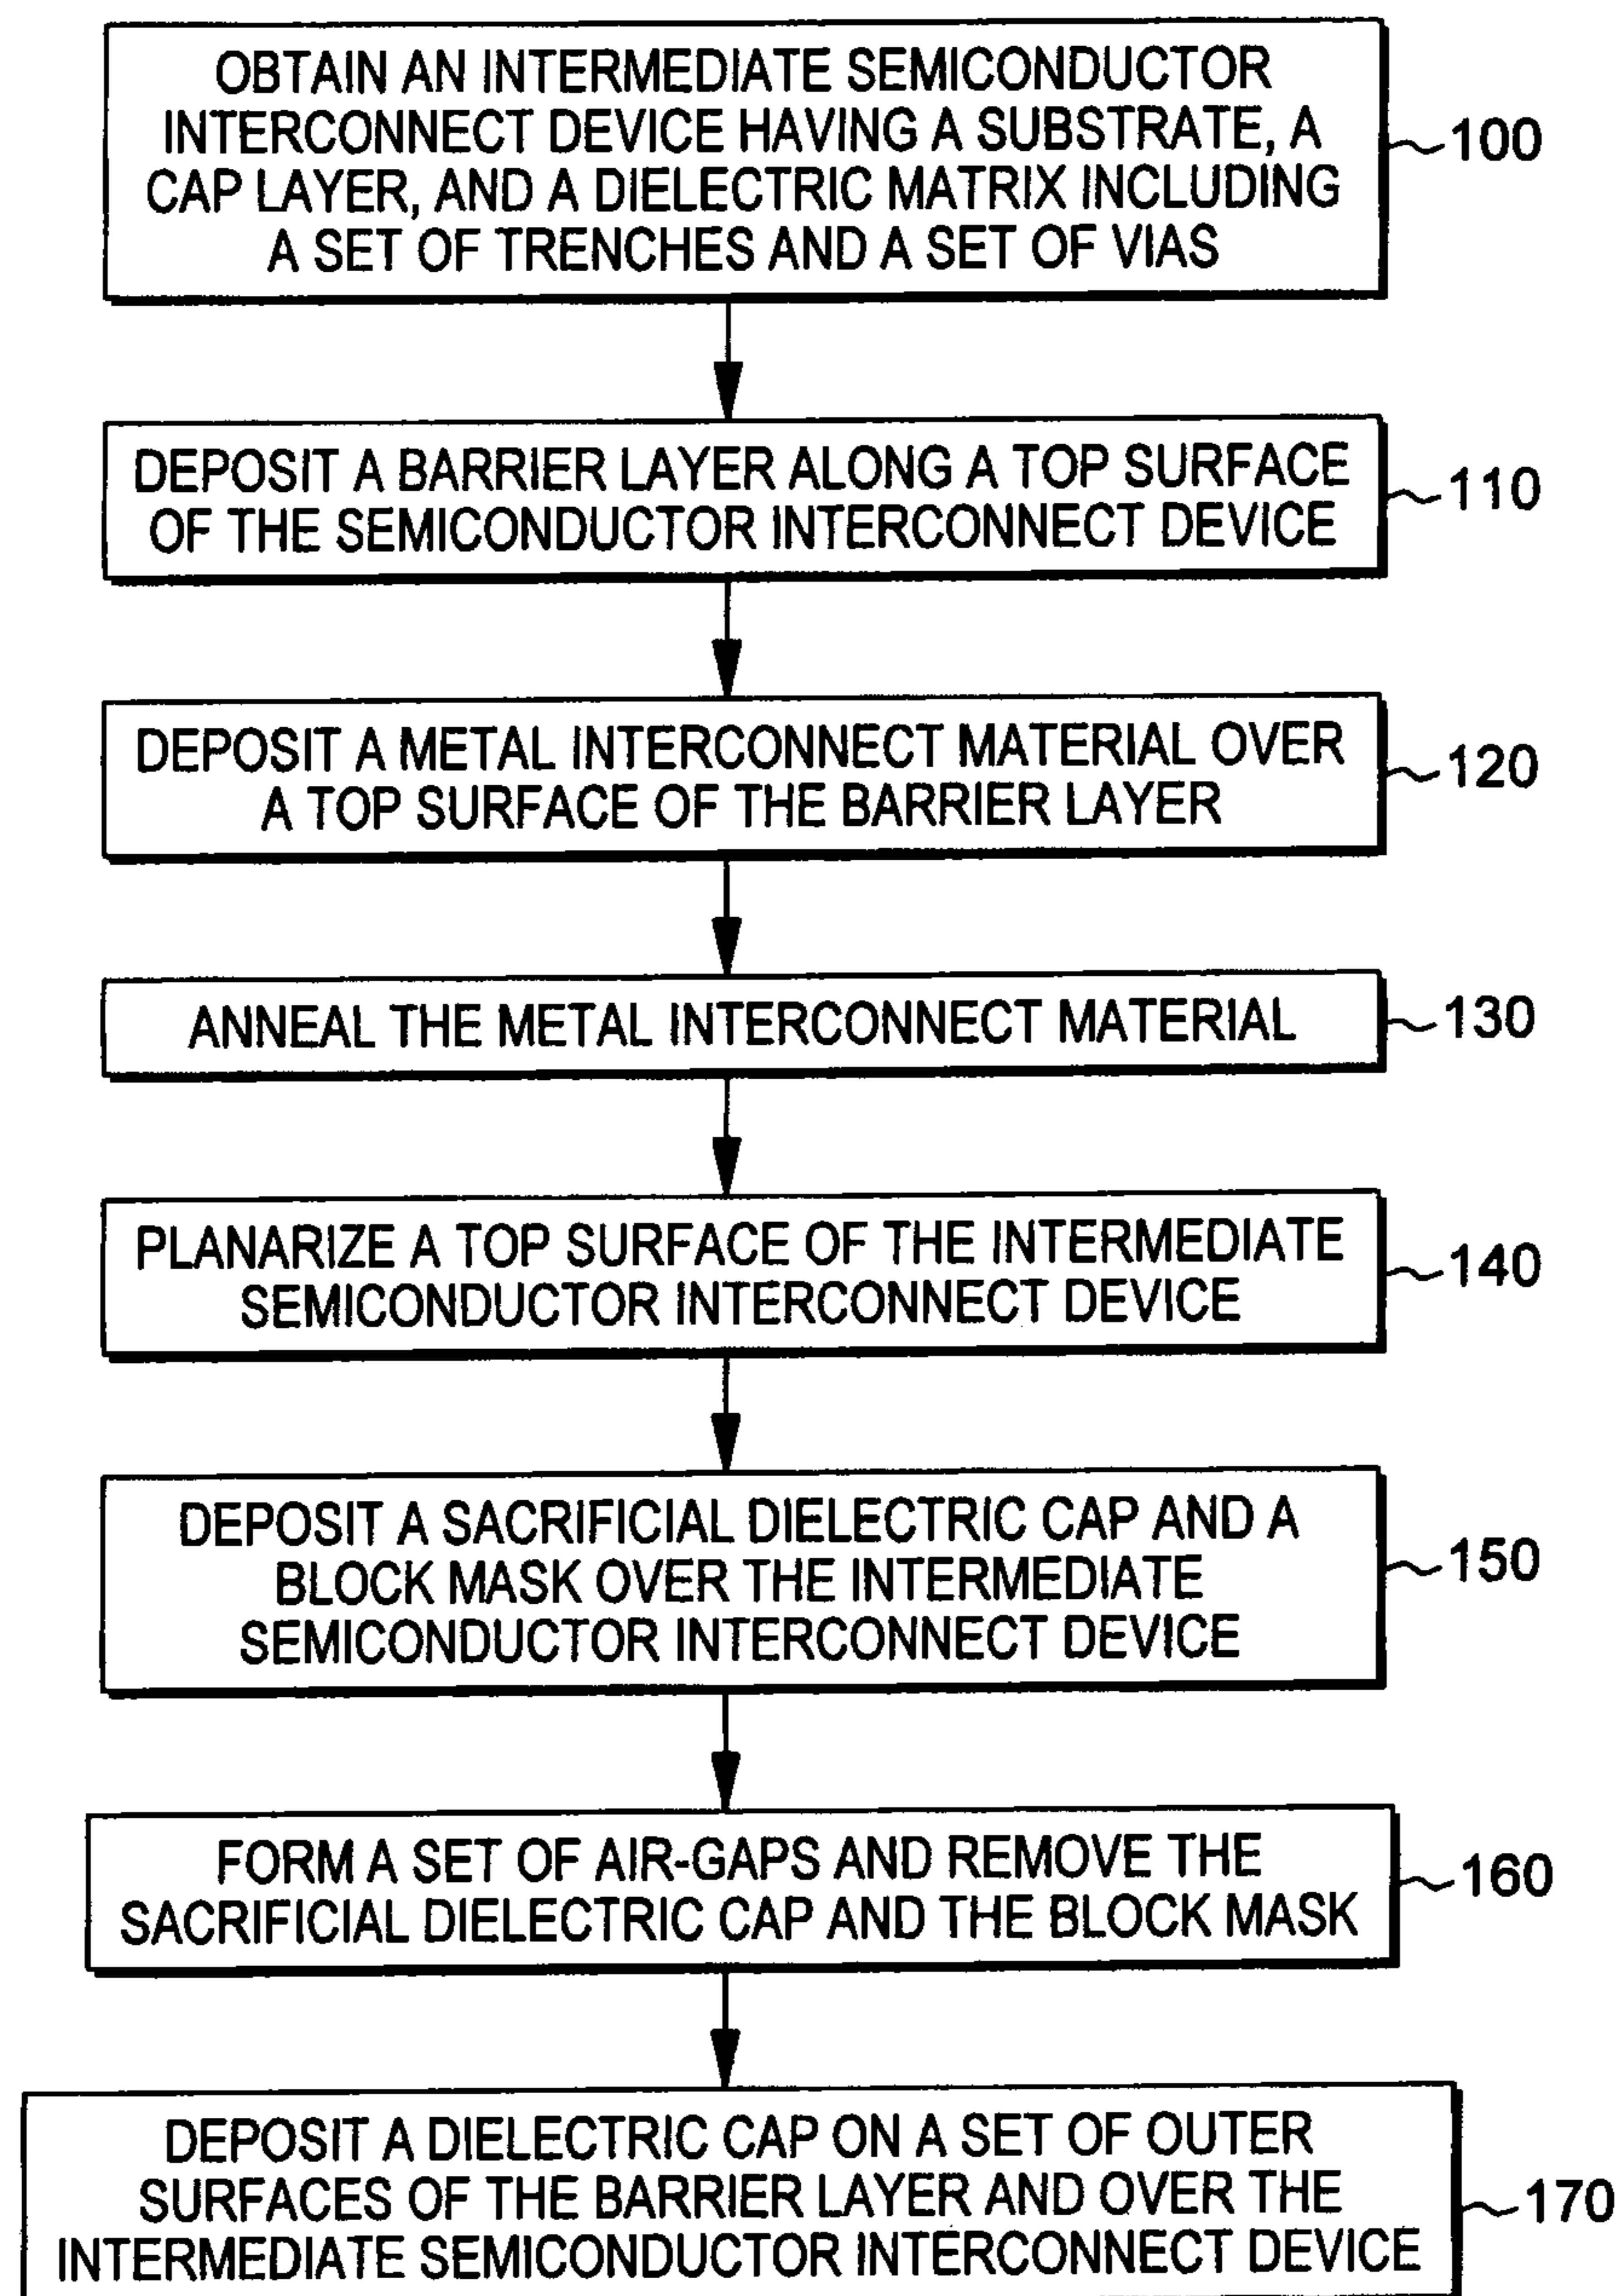 OBTAIN AN INTERMEDIATE SEMICONDUCTOR
INTERCONNECT DEVICE HAVING A SUBSTRATE, A
CAP LAYER, AND A DIELECTRIC MATRIX INCLUDING
A SET OF TRENCHES AND A SET OF VIAS
100
DEPOSIT A BARRIER LAYER ALONG A TOP SURFACE
OF THE SEMICONDUCTOR INTERCONNECT DEVICE
110
DEPOSIT A METAL INTERCONNECT MATERIAL OVER
A TOP SURFACE OF THE BARRIER LAYER
120
ANNEAL THE METAL INTERCONNECT MATERIAL
130
PLANARIZE A TOP SURFACE OF THE INTERMEDIATE
SEMICONDUCTOR INTERCONNECT DEVICE
140
DEPOSIT A SACRIFICIAL DIELECTRIC CAP AND A
BLOCK MASK OVER THE INTERMEDIATE
SEMICONDUCTOR INTERCONNECT DEVICE
150
FORM A SET OF AIR-GAPS AND REMOVE THE
SACRIFICIAL DIELECTRIC CAP AND THE BLOCK MASK
160
DEPOSIT A DIELECTRIC CAP ON A SET OF OUTER
SURFACES OF THE BARRIER LAYER AND OVER THE
INTERMEDIATE SEMICONDUCTOR INTERCONNECT DEVICE
170